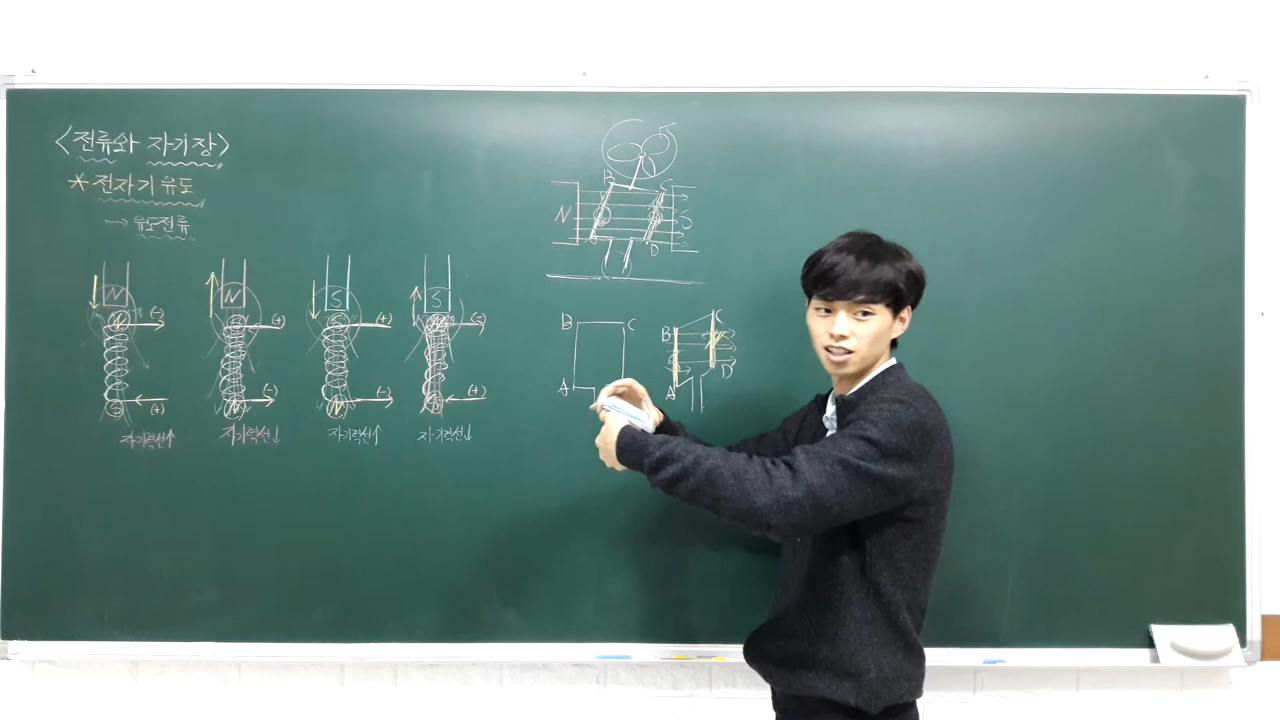 <전류와 자기장>
* 전자기 유도
→ 유도전류
N N S S
(-) (+) (+) (-)
N S S N
(+) (-) (-) (+)
자기력선↑ 자기력선↓ 자기력선↑ 자기력선↓
B C
N S
D
B C
A
C
B
D
A